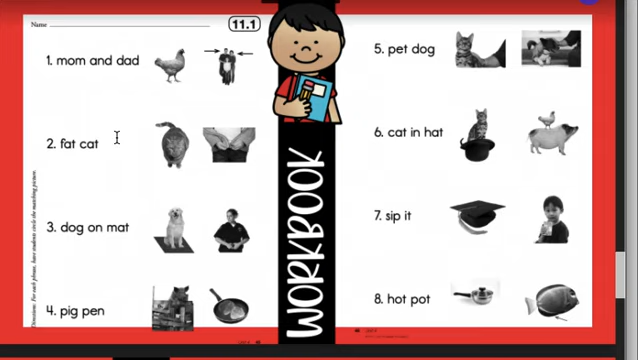 Name
11.1
1. mom and dad
2. fat cat
3. dog on mat
4. pig pen
Directions: For each phrase, have students circle the matching picture.
WORKBOOK
5. pet dog
6. cat in hat
7. sip it
8. hot pot